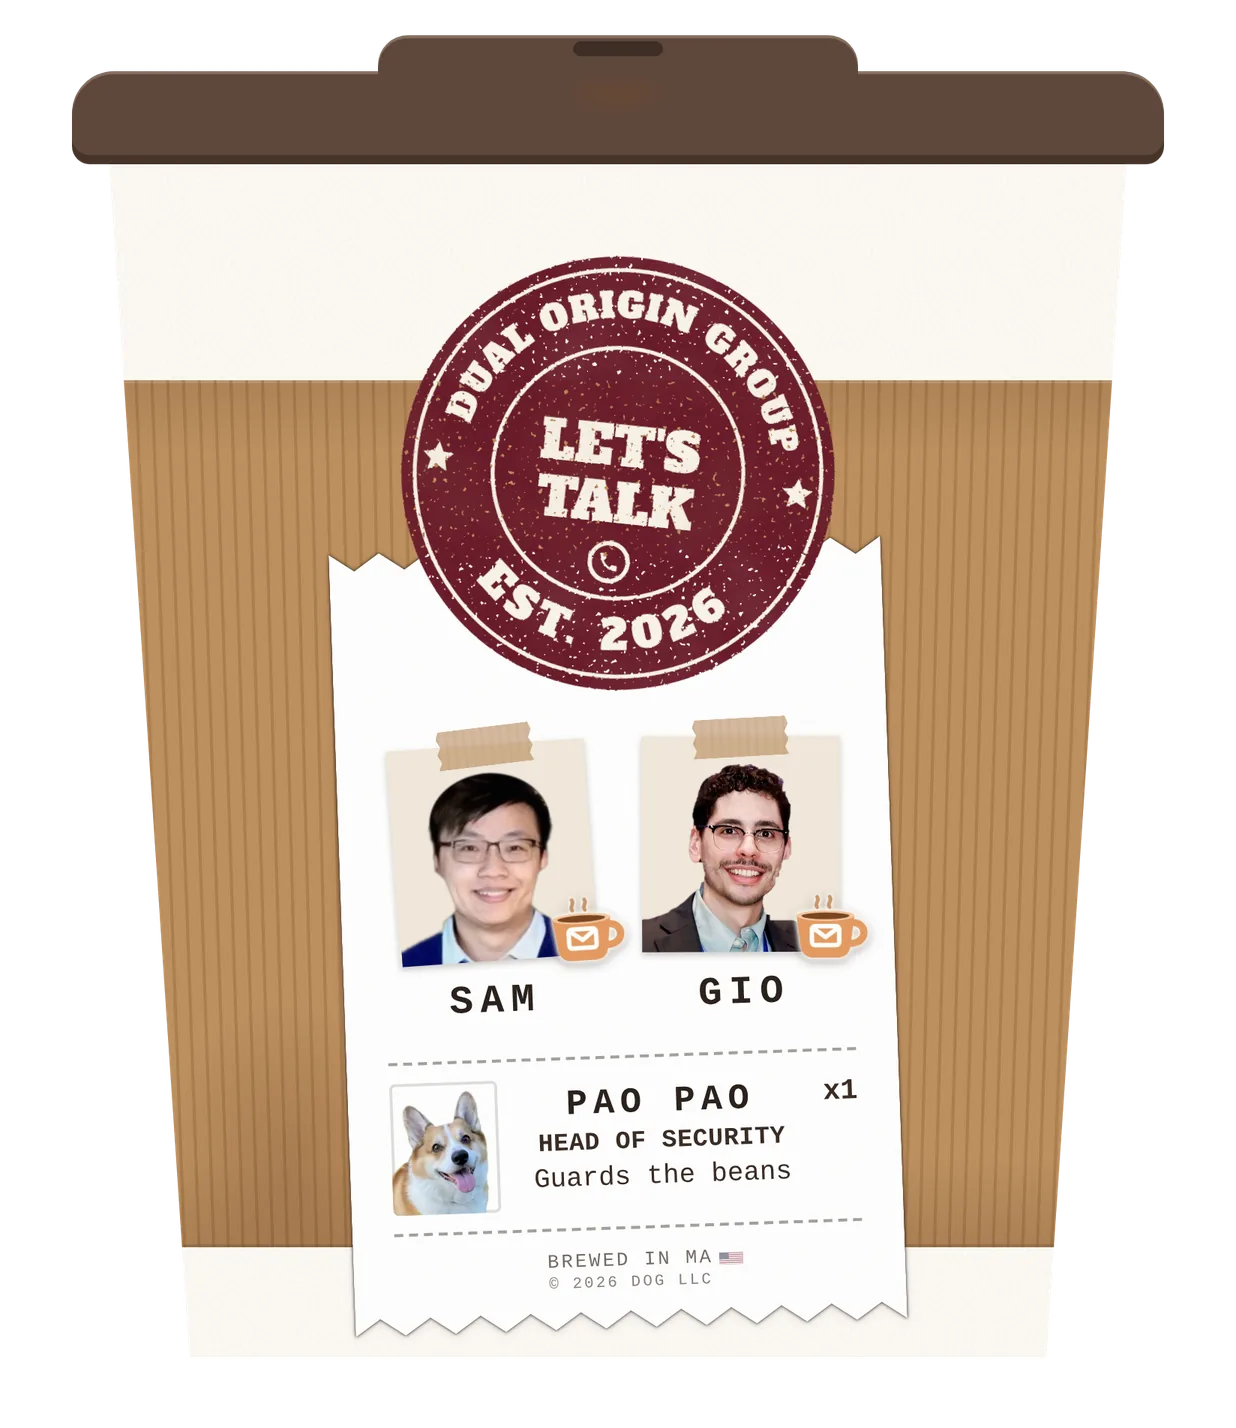 DUAL ORIGIN GROUP
LET'S
TALK
EST. 2026
SAM
GIO
PAO PAO
x1
HEAD OF SECURITY
Guards the beans
BREWED IN MA
© 2026 DOG LLC